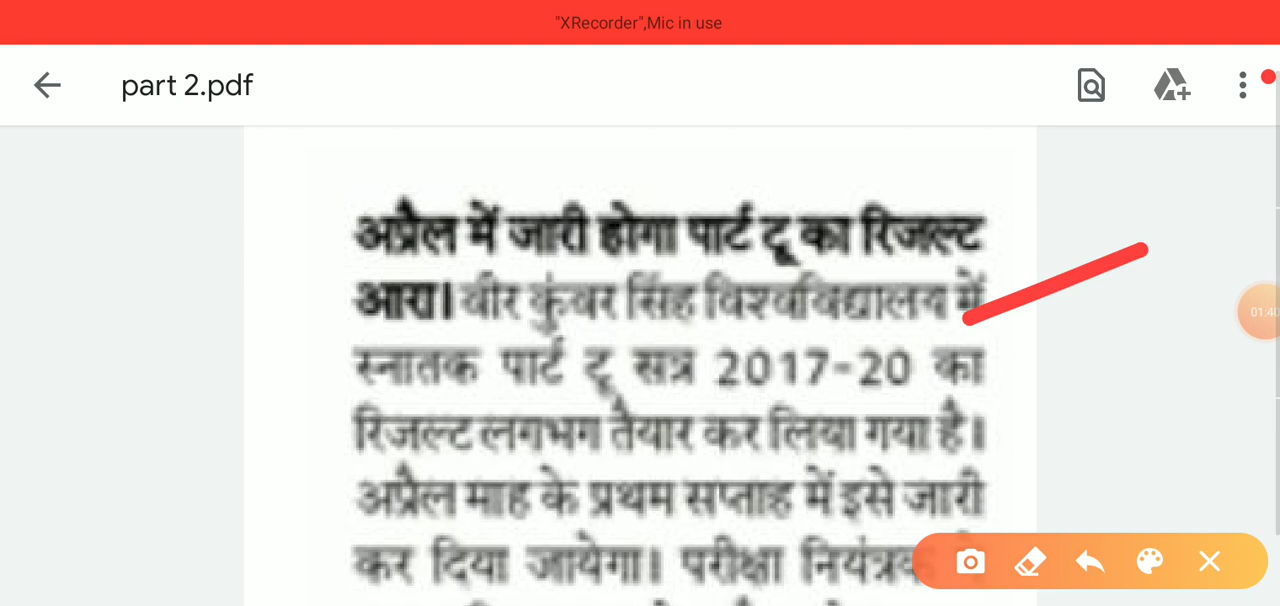 "XRecorder",Mic in use
part 2.pdf
अप्रैल में जारी होगा पार्ट टू का रिजल्ट
आरा। वीर कुंवर सिंह विश्वविद्यालय में
स्नातक पार्ट टू सत्र 2017-20 का
रिजल्ट लगभग तैयार कर लिया गया है।
अप्रैल माह के प्रथम सप्ताह में इसे जारी
कर दिया जायेगा। परीक्षा नियंत्रक
01:40